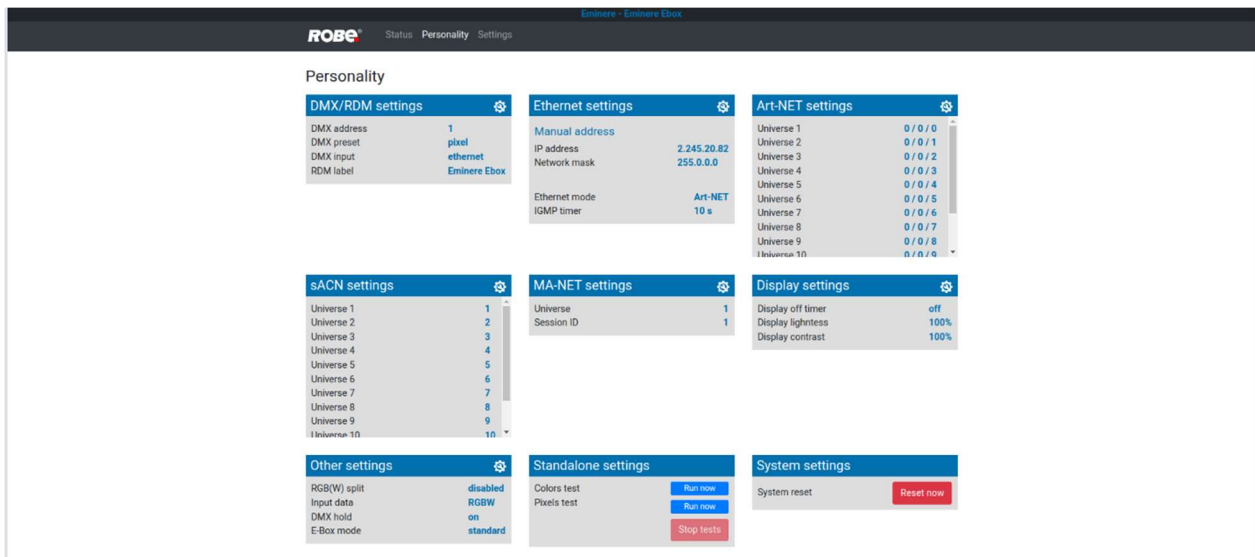 Eminere - Eminere Ebox
ROBE® Status Personality Settings
Personality
DMX/RDM settings
DMX address 1
DMX preset pixel
DMX input ethernet
RDM label Eminere Ebox
Ethernet settings
Manual address
IP address 2.245.20.82
Network mask 255.0.0.0
Ethernet mode Art-NET
IGMP timer 10 s
Art-NET settings
Universe 1 0 / 0 / 0
Universe 2 0 / 0 / 1
Universe 3 0 / 0 / 2
Universe 4 0 / 0 / 3
Universe 5 0 / 0 / 4
Universe 6 0 / 0 / 5
Universe 7 0 / 0 / 6
Universe 8 0 / 0 / 7
Universe 9 0 / 0 / 8
Universe 10 0 / 0 / 9
sACN settings
Universe 1 1
Universe 2 2
Universe 3 3
Universe 4 4
Universe 5 5
Universe 6 6
Universe 7 7
Universe 8 8
Universe 9 9
Universe 10 10
MA-NET settings
Universe 1
Session ID 1
Display settings
Display off timer off
Display lighntess 100%
Display contrast 100%
Other settings
RGB(W) split disabled
Input data RGBW
DMX hold on
E-Box mode standard
Standalone settings
Colors test Run now
Pixels test Run now
Stop tests
System settings
System reset Reset now